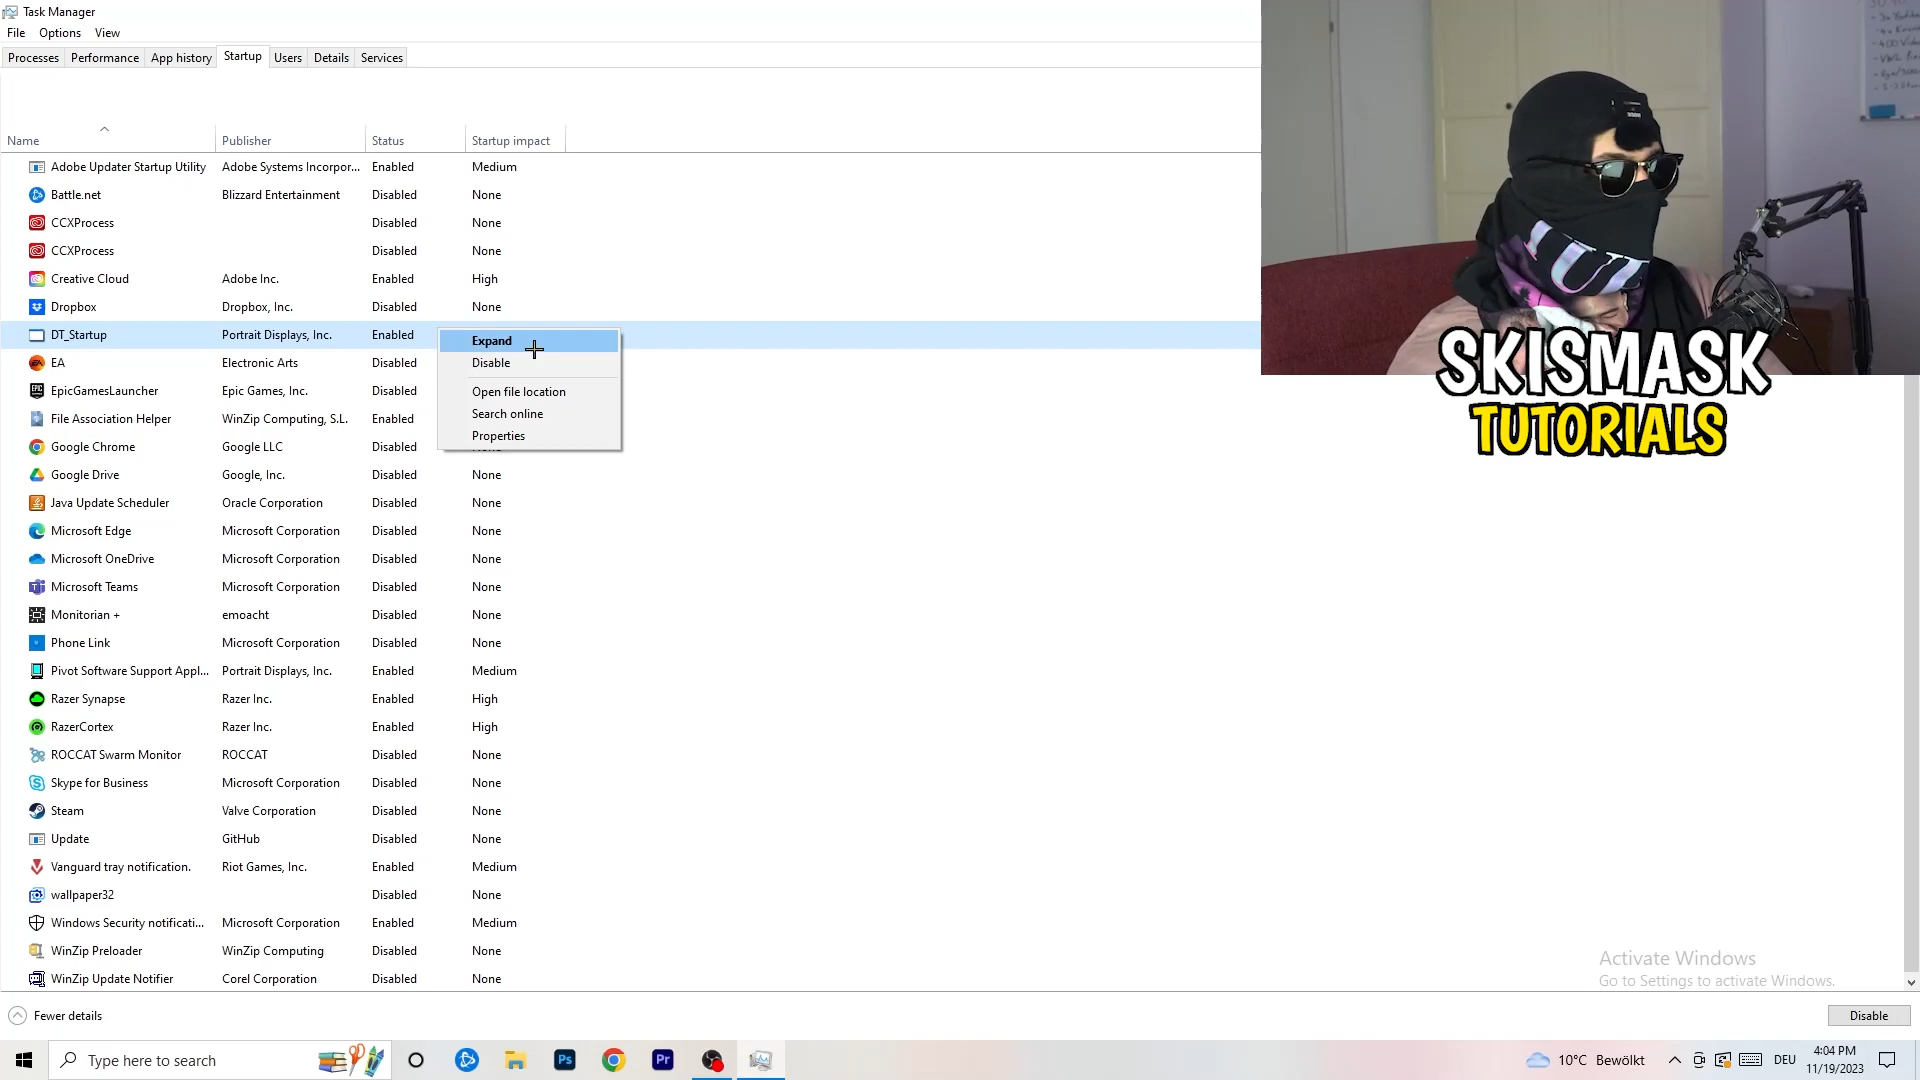 Task Manager
File Options View
Processes Performance App history Startup Users Details Services
Name Publisher Status Startup impact
Adobe Updater Startup Utility Adobe Systems Incorpor... Enabled Medium
Battle.net Blizzard Entertainment Disabled None
CCXProcess Disabled None
CCXProcess Disabled None
Creative Cloud Adobe Inc. Enabled High
Dropbox Dropbox, Inc. Disabled None
DT_Startup Portrait Displays, Inc. Enabled
Expand
EA Electronic Arts Disabled
Disable
EpicGamesLauncher Epic Games, Inc. Disabled
Open file location
File Association Helper WinZip Computing, S.L. Enabled
Search online
Properties
Google Chrome Google LLC Disabled
Google Drive Google, Inc. Disabled None
Java Update Scheduler Oracle Corporation Disabled None
Microsoft Edge Microsoft Corporation Disabled None
Microsoft OneDrive Microsoft Corporation Disabled None
Microsoft Teams Microsoft Corporation Disabled None
Monitorian + emoacht Disabled None
Phone Link Microsoft Corporation Disabled None
Pivot Software Support Appl... Portrait Displays, Inc. Enabled Medium
Razer Synapse Razer Inc. Enabled High
RazerCortex Razer Inc. Enabled High
ROCCAT Swarm Monitor ROCCAT Disabled None
Skype for Business Microsoft Corporation Disabled None
Steam Valve Corporation Disabled None
Update GitHub Disabled None
Vanguard tray notification. Riot Games, Inc. Enabled Medium
wallpaper32 Disabled None
Windows Security notificati... Microsoft Corporation Enabled Medium
WinZip Preloader WinZip Computing Disabled None
WinZip Update Notifier Corel Corporation Disabled None
SKISMASK
TUTORIALS
Activate Windows
Go to Settings to activate Windows.
Fewer details
Disable
Type here to search
Ps
Pr
10°C Bewölkt
DEU
4:04 PM
11/19/2023